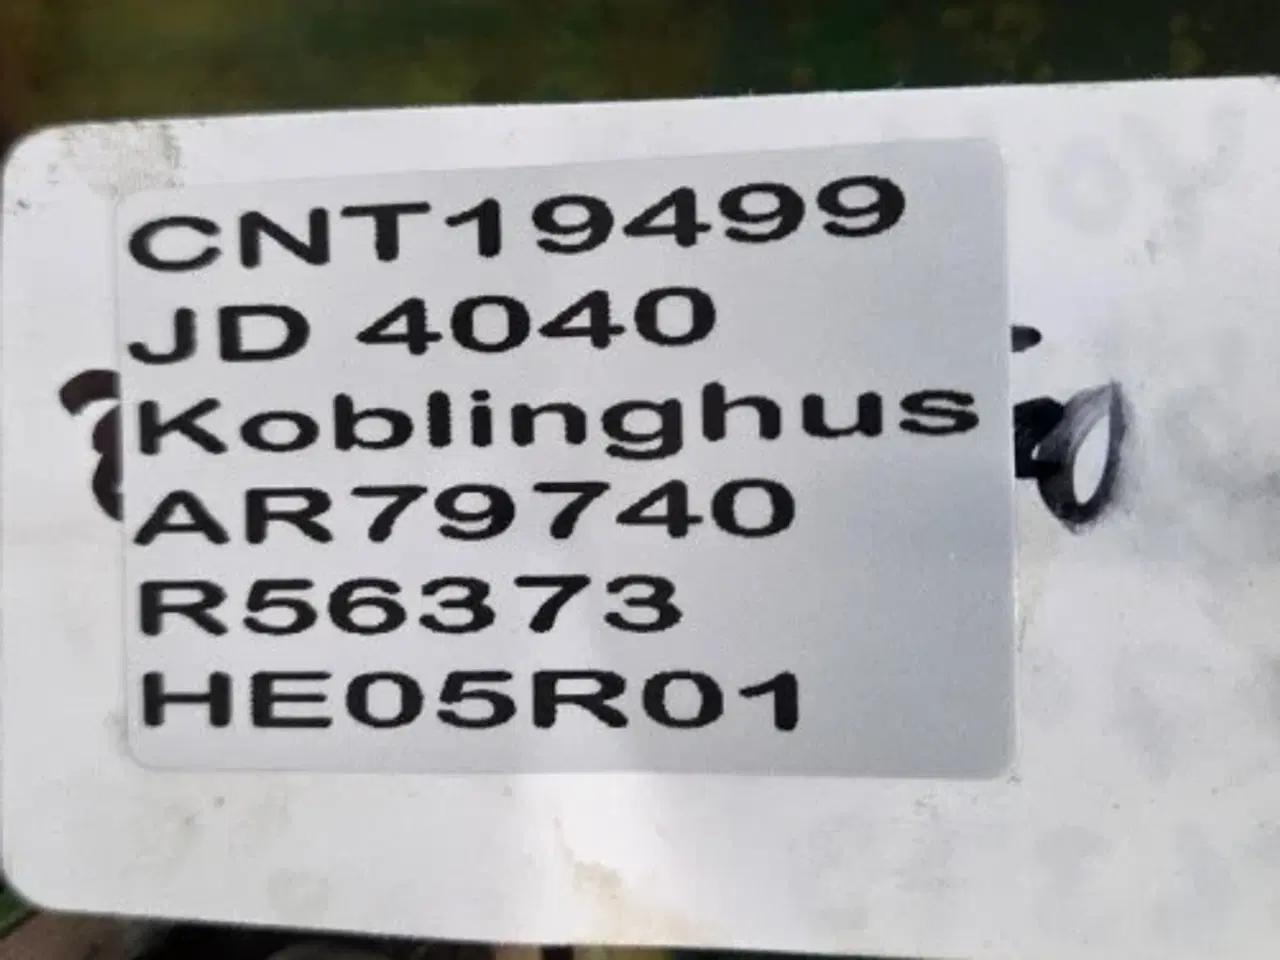 CNT19499
JD 4040
Koblinghus
AR79740
R56373
HE05R01